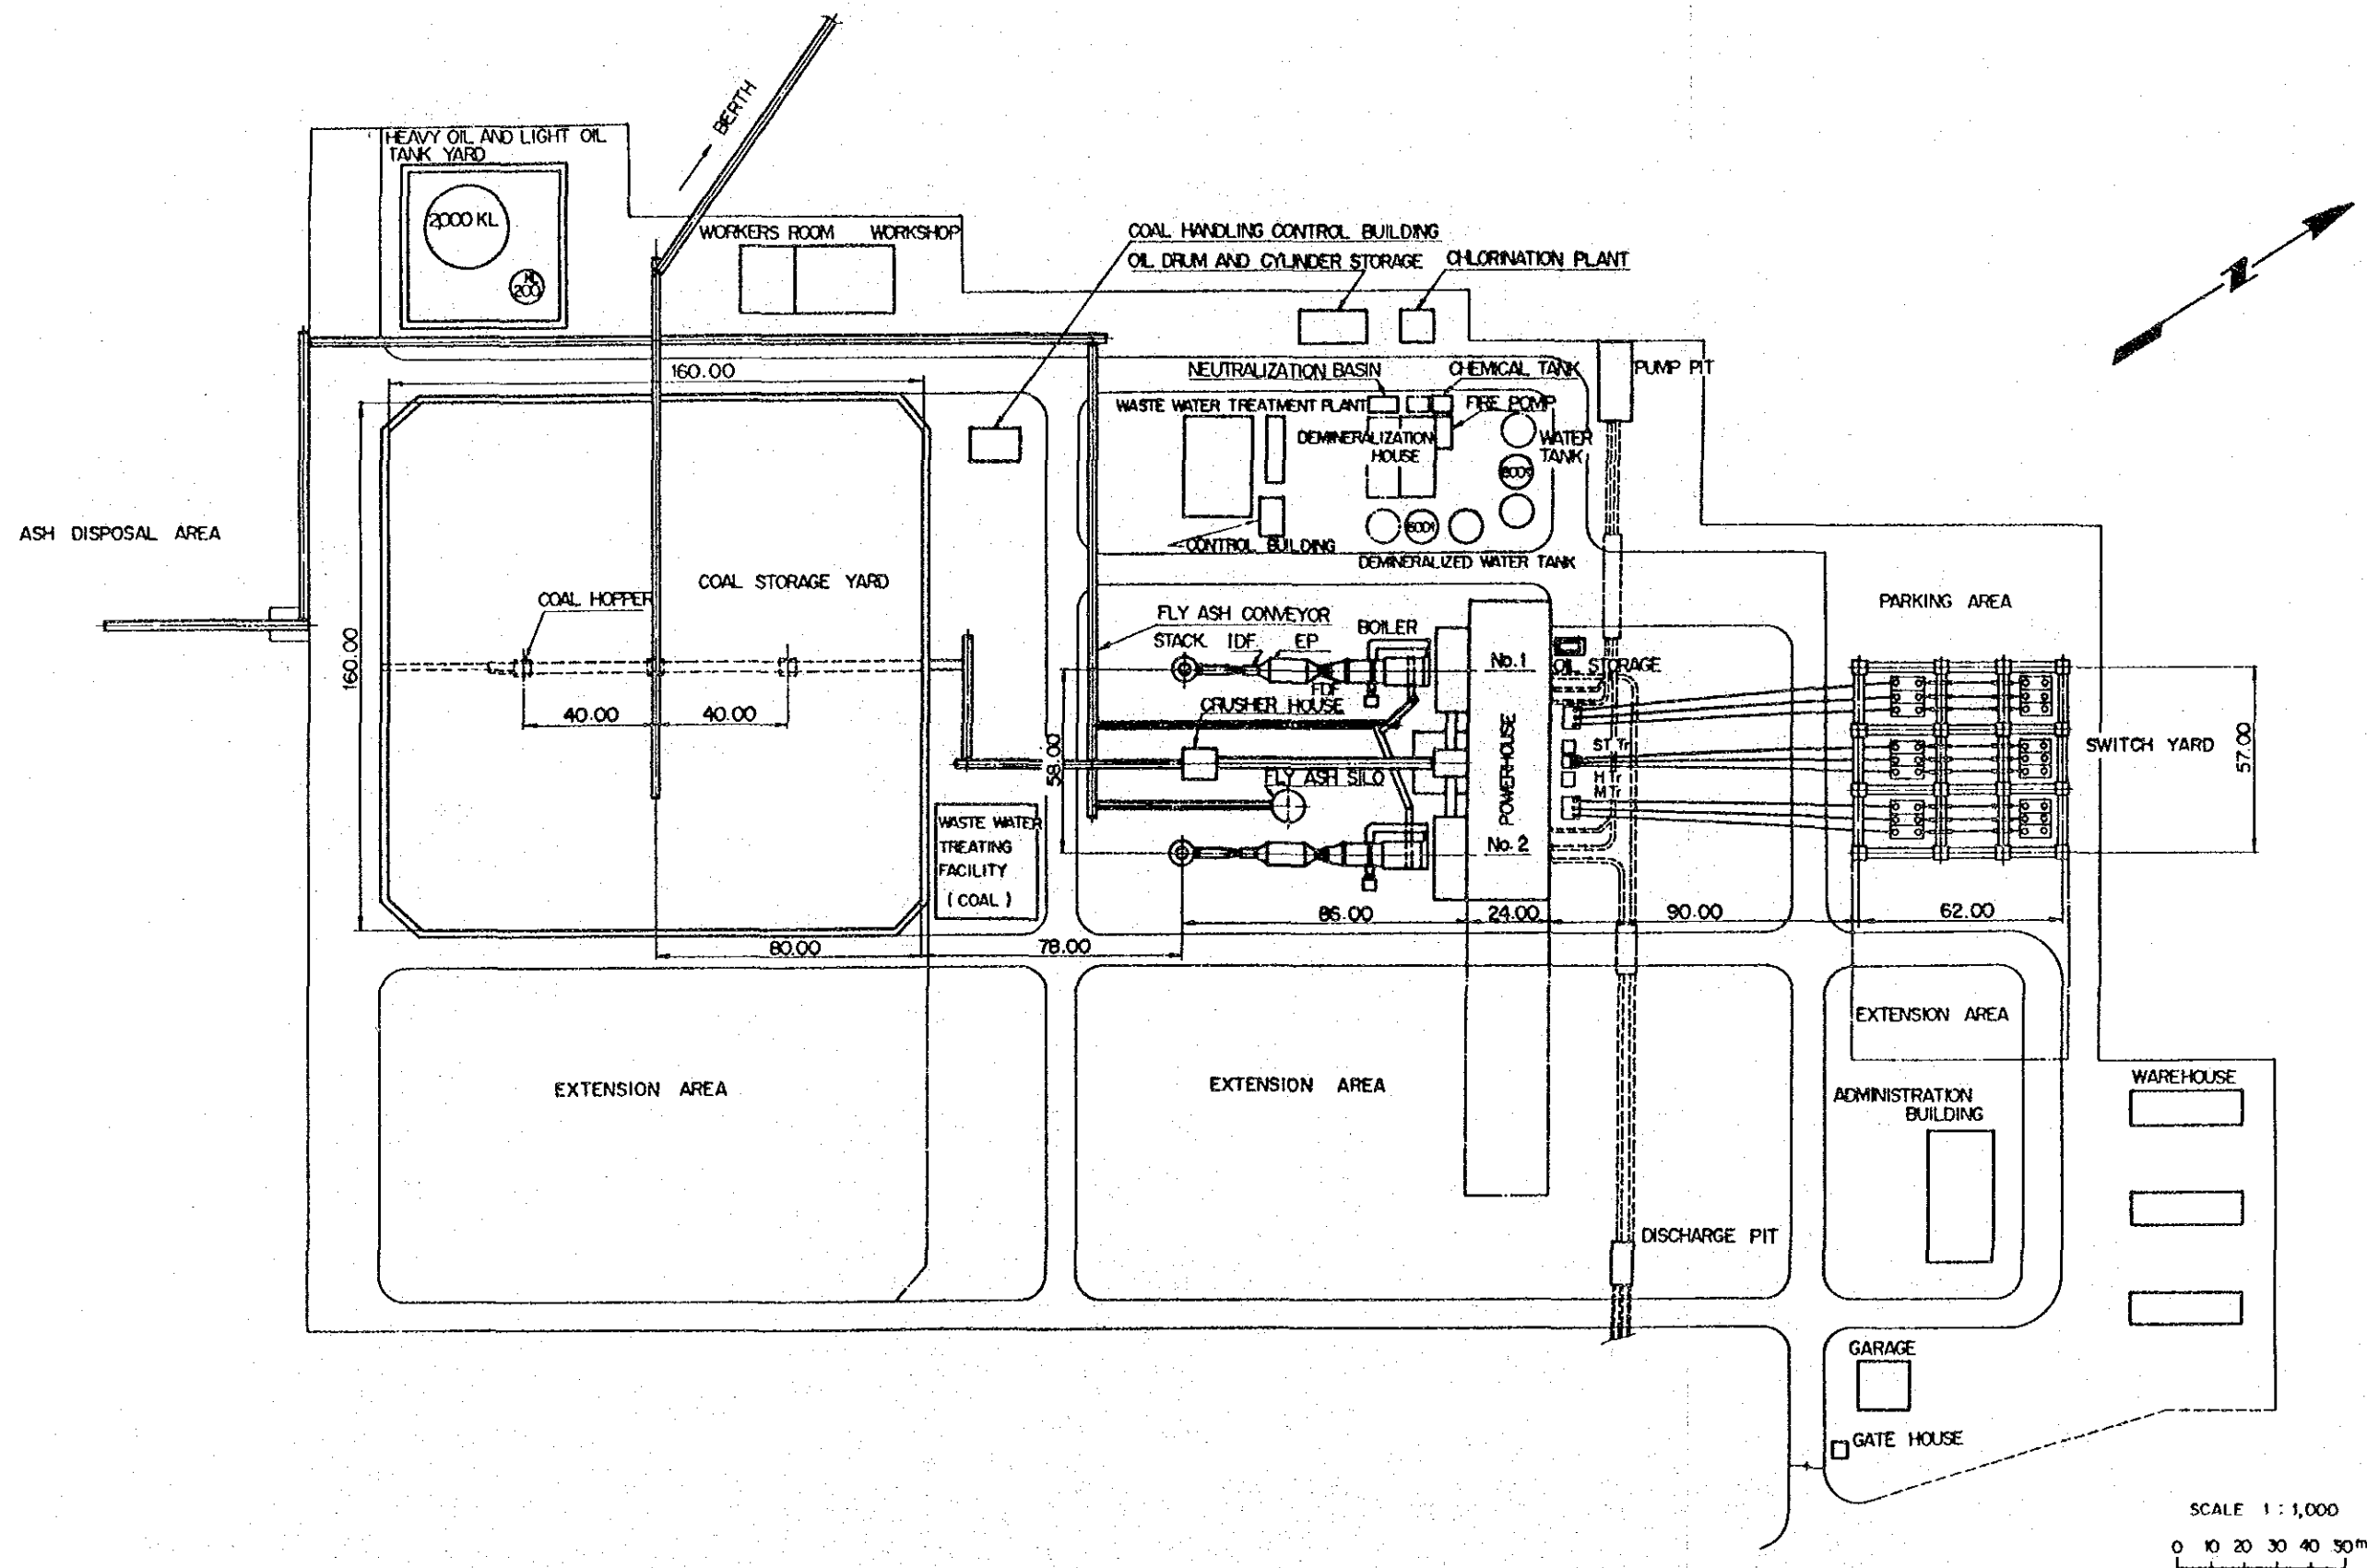 BERTH
HEAVY OIL AND LIGHT OIL
TANK YARD
2,000 KL
KL
200
WORKERS ROOM
WORKSHOP
COAL HANDLING CONTROL BUILDING
OIL DRUM AND CYLINDER STORAGE
CHLORINATION PLANT
N
160.00
NEUTRALIZATION BASIN
CHEMICAL TANK
PUMP PIT
WASTE WATER TREATMENT PLANT
FIRE POMP
DEMINERALIZATION
HOUSE
WATER
TANK
ASH DISPOSAL AREA
CONTROL BUILDING
DEMINERALIZED WATER TANK
COAL STORAGE YARD
COAL HOPPER
160.00
PARKING AREA
FLY ASH CONVEYOR
STACK
IDF
EP
BOILER
FDF
No.1
OIL STORAGE
40.00
40.00
CRUSHER HOUSE
58.00
POWERHOUSE
ST Tr
H Tr
M Tr
SWITCH YARD
57.00
FLY ASH SILO
WASTE WATER
TREATING
FACILITY
( COAL )
No.2
86.00
24.00
90.00
62.00
80.00
78.00
EXTENSION AREA
EXTENSION AREA
EXTENSION AREA
WAREHOUSE
ADMINISTRATION
BUILDING
DISCHARGE PIT
GARAGE
GATE HOUSE
SCALE 1 : 1,000
0 10 20 30 40 50m